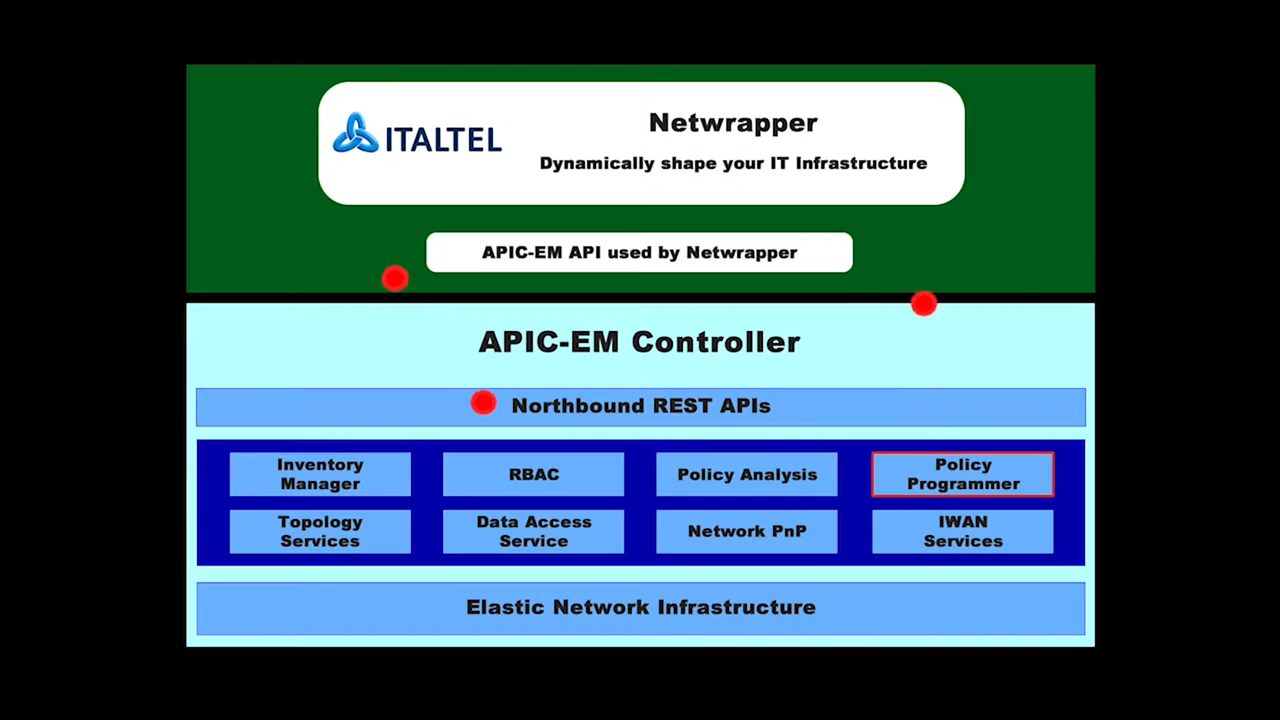 ITALTEL
Netwrapper
Dynamically shape your IT Infrastructure
APIC-EM API used by Netwrapper
APIC-EM Controller
Northbound REST APIs
Inventory
Manager
RBAC
Policy Analysis
Policy
Programmer
Topology
Services
Data Access
Service
Network PnP
IWAN
Services
Elastic Network Infrastructure